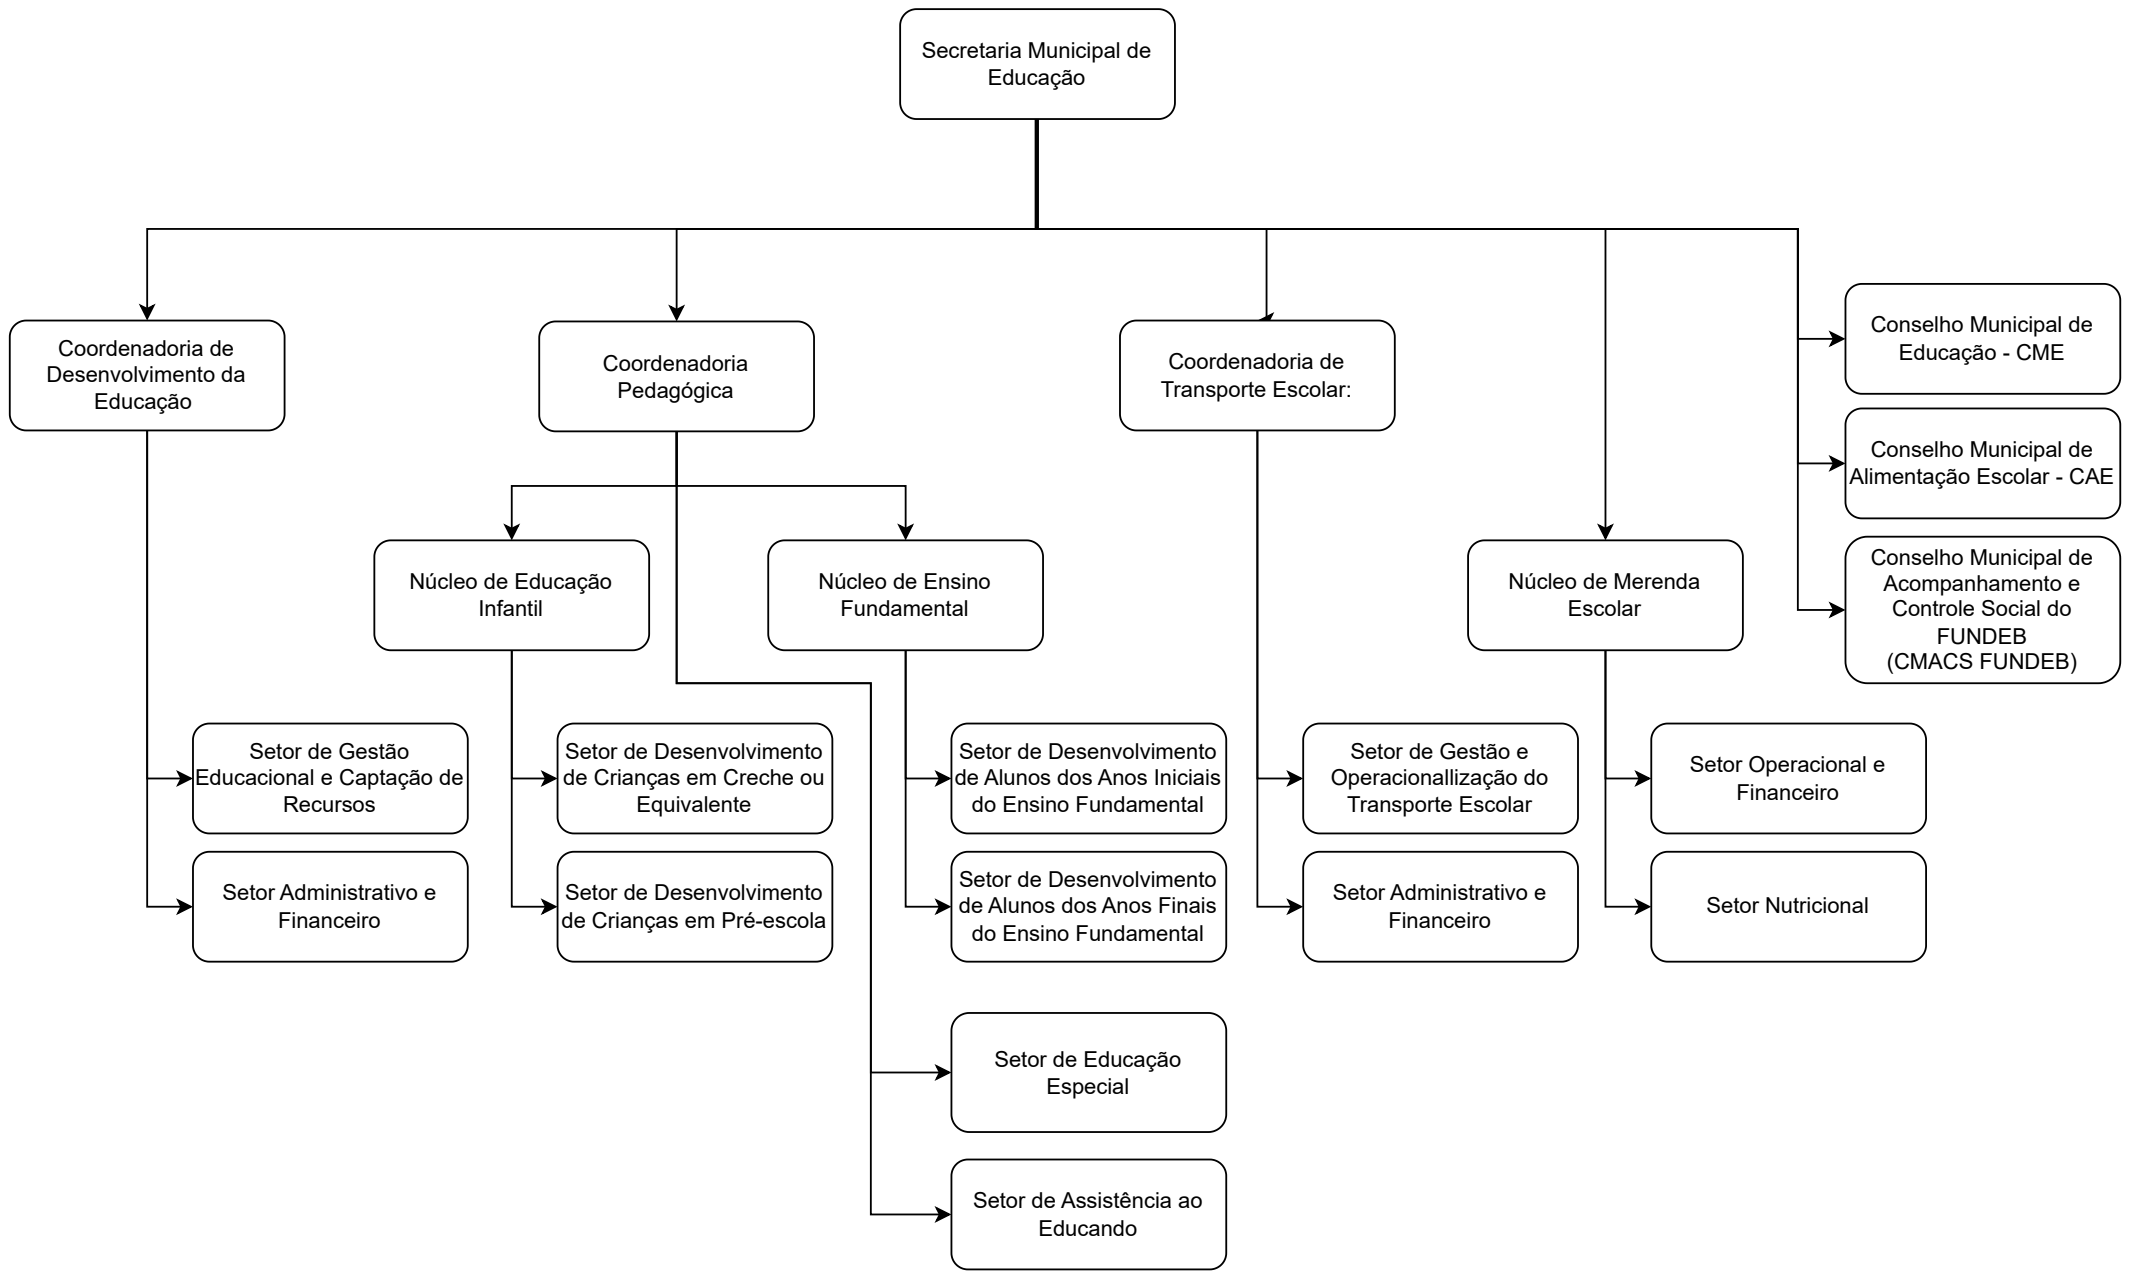 Secretaria Municipal de
Educação
Coordenadoria de
Desenvolvimento da
Educação
Coordenadoria
Pedagógica
Coordenadoria de
Transporte Escolar:
Conselho Municipal de
Educação - CME
Conselho Municipal de
Alimentação Escolar - CAE
Conselho Municipal de
Acompanhamento e
Controle Social do
FUNDEB
(CMACS FUNDEB)
Núcleo de Educação
Infantil
Núcleo de Ensino
Fundamental
Núcleo de Merenda
Escolar
Setor de Gestão
Educacional e Captação de
Recursos
Setor de Desenvolvimento
de Crianças em Creche ou
Equivalente
Setor de Desenvolvimento
de Alunos dos Anos Iniciais
do Ensino Fundamental
Setor de Gestão e
Operacionallização do
Transporte Escolar
Setor Operacional e
Financeiro
Setor Administrativo e
Financeiro
Setor de Desenvolvimento
de Crianças em Pré-escola
Setor de Desenvolvimento
de Alunos dos Anos Finais
do Ensino Fundamental
Setor Administrativo e
Financeiro
Setor Nutricional
Setor de Educação
Especial
Setor de Assistência ao
Educando